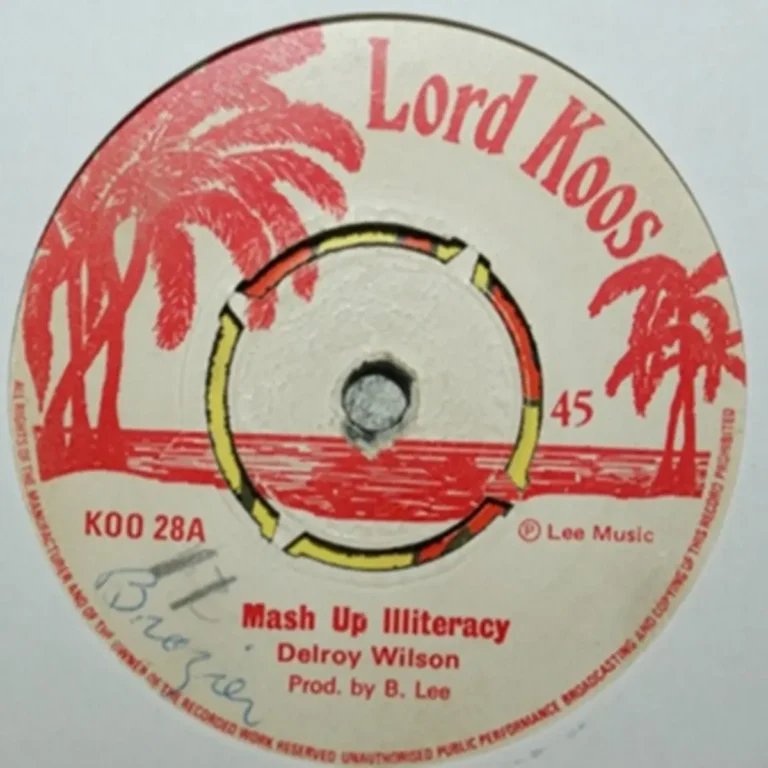 Lord Koos
45
KOO 28A
℗ Lee Music
Mash Up Illiteracy
Delroy Wilson
Prod. by B. Lee
Brozier
ALL RIGHTS OF THE MANUFACTURER AND OF THE OWNER OF THE RECORDED WORK RESERVED UNAUTHORISED PUBLIC PERFORMANCE BROADCASTING AND COPYING OF THIS RECORD PROHIBITED